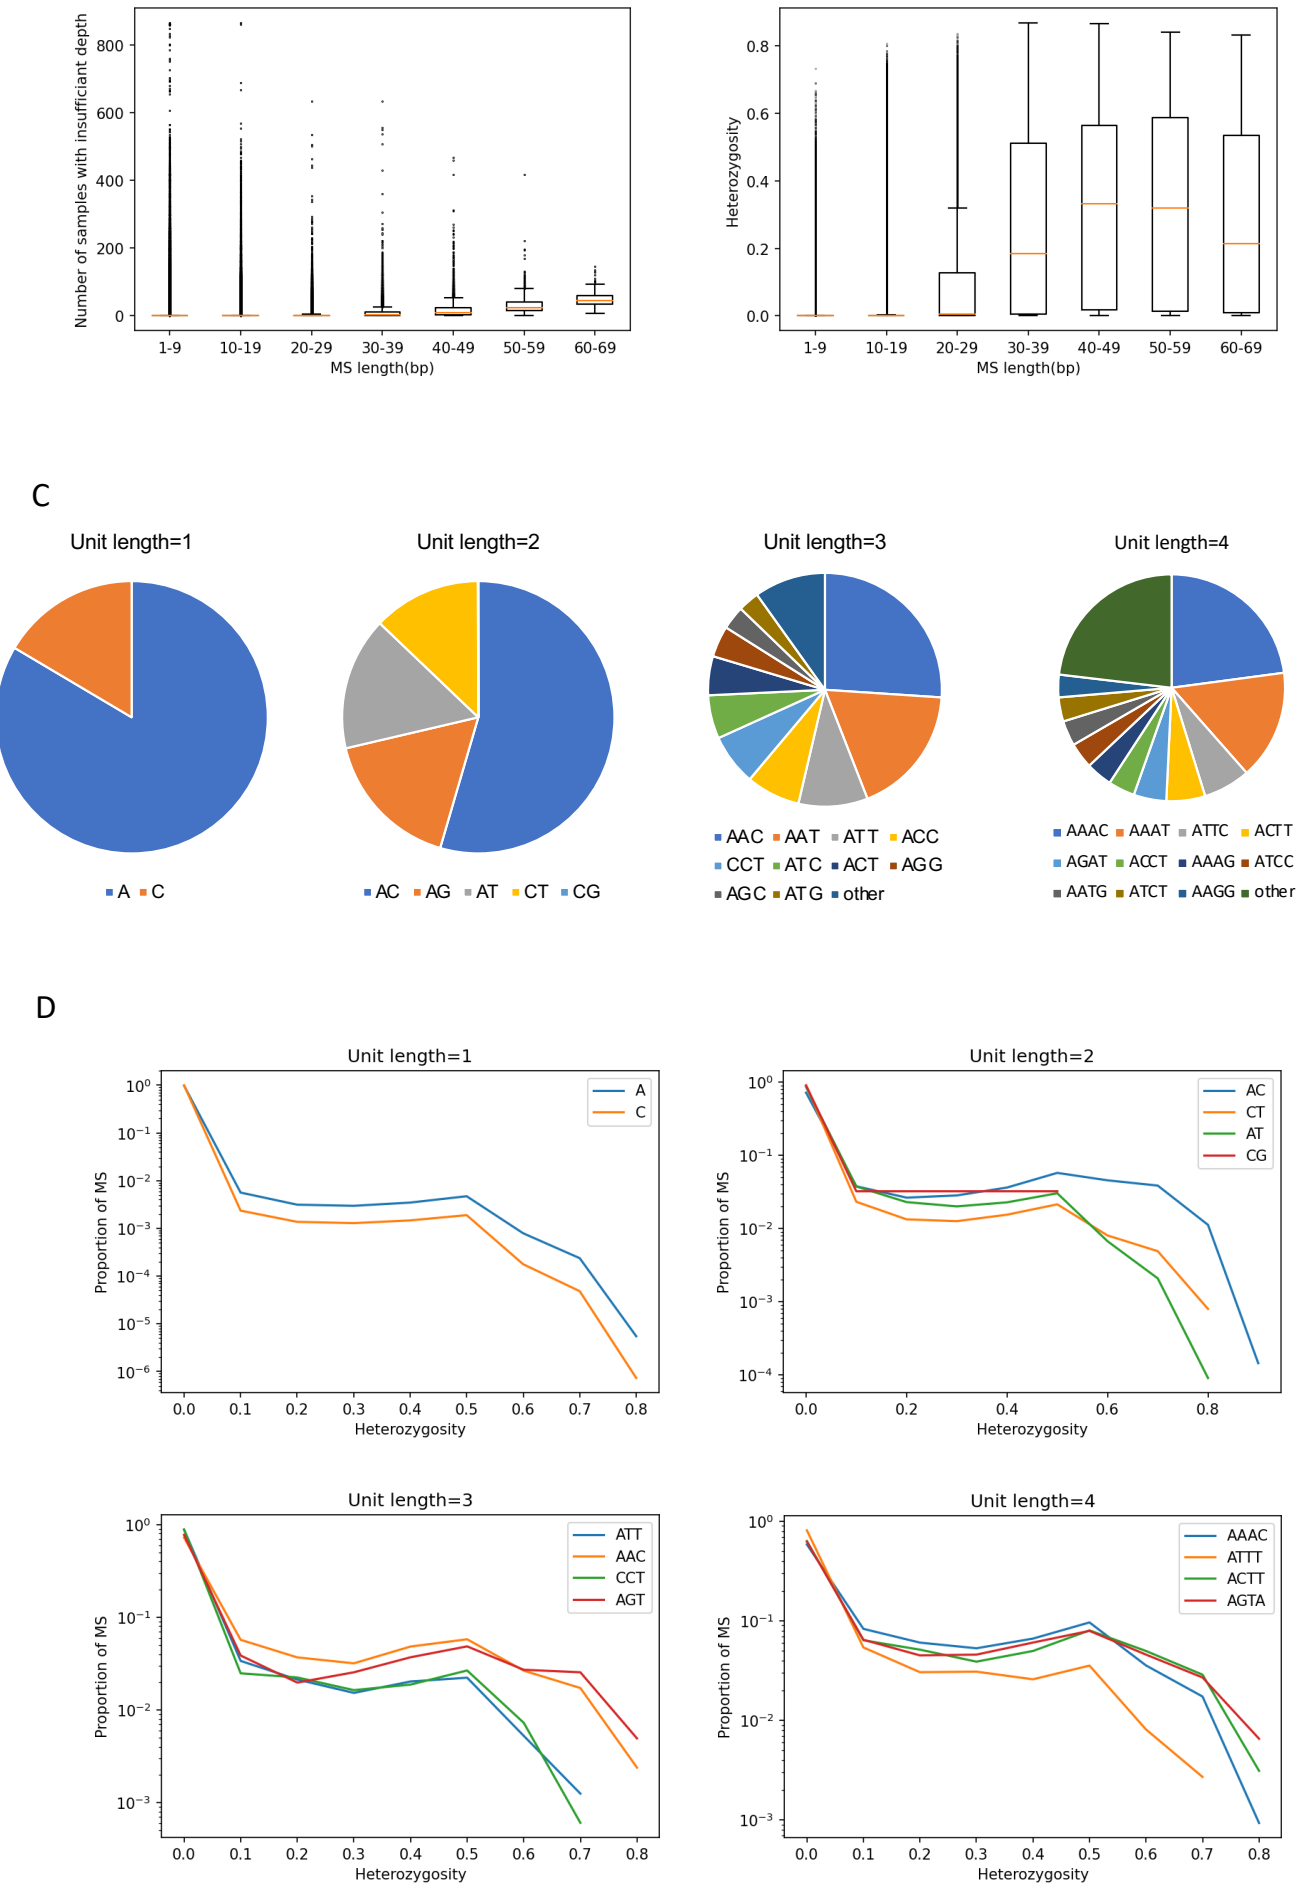 Number of samples with insufficiant depth
800
600
400
200
0
1-9 10-19 20-29 30-39 40-49 50-59 60-69
MS length(bp)
Heterozygosity
0.8
0.6
0.4
0.2
0.0
1-9 10-19 20-29 30-39 40-49 50-59 60-69
MS length(bp)
C
Unit length=1
A C
Unit length=2
AC AG AT CT CG
Unit length=3
AAC AAT ATT ACC
CCT ATC ACT AGG
AGC ATG other
Unit length=4
AAAC AAAT ATTC ACTT
AGAT ACCT AAAG ATCC
AATG ATCT AAGG other
D
Unit length=1
Proportion of MS
10⁰
10⁻¹
10⁻²
10⁻³
10⁻⁴
10⁻⁵
10⁻⁶
A
C
0.0 0.1 0.2 0.3 0.4 0.5 0.6 0.7 0.8
Heterozygosity
Unit length=2
Proportion of MS
10⁰
10⁻¹
10⁻²
10⁻³
10⁻⁴
AC
CT
AT
CG
0.0 0.2 0.4 0.6 0.8
Heterozygosity
Unit length=3
Proportion of MS
10⁰
10⁻¹
10⁻²
10⁻³
ATT
AAC
CCT
AGT
0.0 0.1 0.2 0.3 0.4 0.5 0.6 0.7 0.8
Heterozygosity
Unit length=4
Proportion of MS
10⁰
10⁻¹
10⁻²
10⁻³
AAAC
ATTT
ACTT
AGTA
0.0 0.1 0.2 0.3 0.4 0.5 0.6 0.7 0.8
Heterozygosity